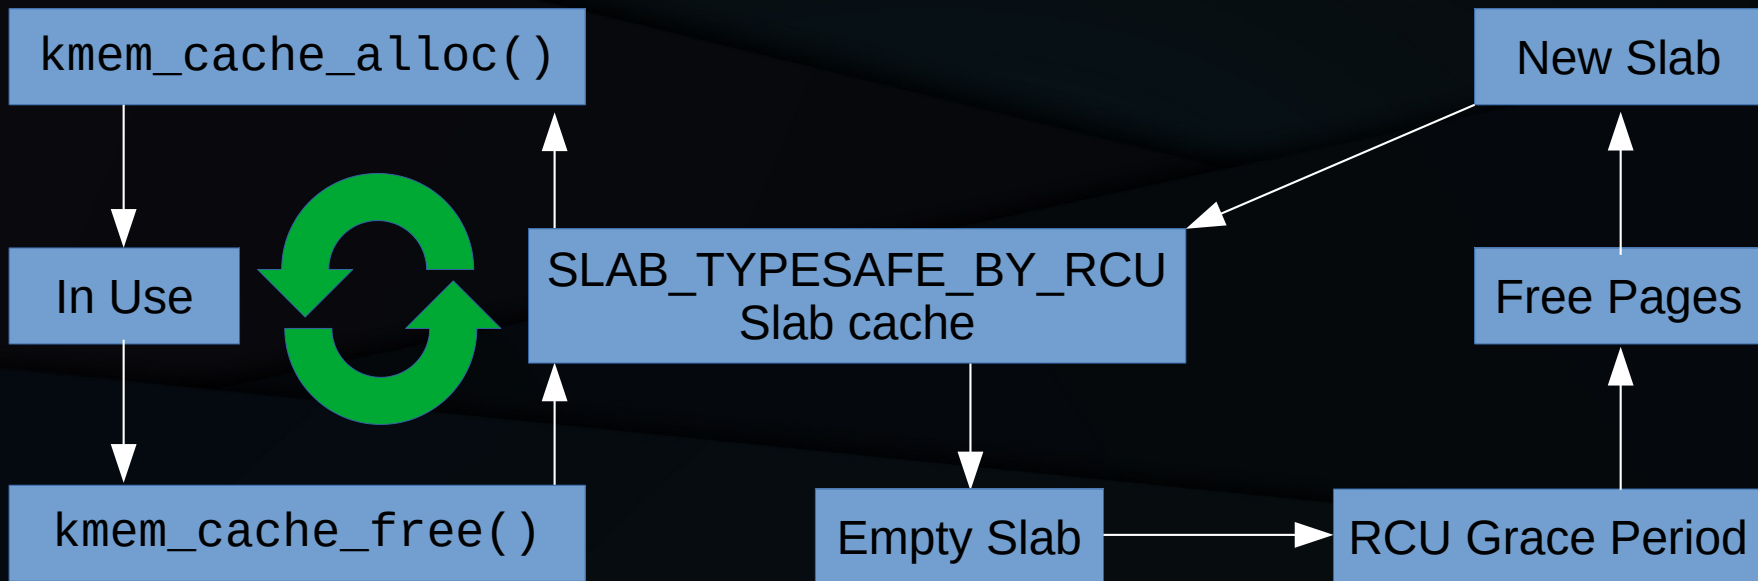 kmem_cache_alloc()
New Slab
In Use
SLAB_TYPESAFE_BY_RCU
Slab cache
Free Pages
kmem_cache_free()
Empty Slab
RCU Grace Period